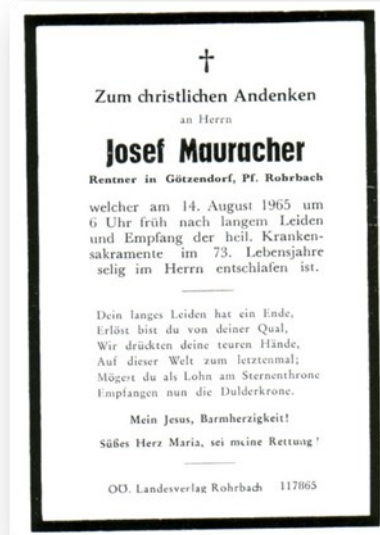 Zum christlichen Andenken
an Herrn
Josef Mauracher
Rentner in Götzendorf, Pf. Rohrbach
welcher am 14. August 1965 um
6 Uhr früh nach langem Leiden
und Empfang der heil. Kranken-
sakramente im 73. Lebensjahre
selig im Herrn entschlafen ist.
Dein langes Leiden hat ein Ende,
Erlöst bist du von deiner Qual,
Wir drückten deine teuren Hände,
Auf dieser Welt zum letztenmal;
Mögest du als Lohn am Sternenthrone
Empfangen nun die Dulderkrone.
Mein Jesus, Barmherzigkeit!
Süßes Herz Maria, sei meine Rettung!
OÖ. Landesverlag Rohrbach 117865